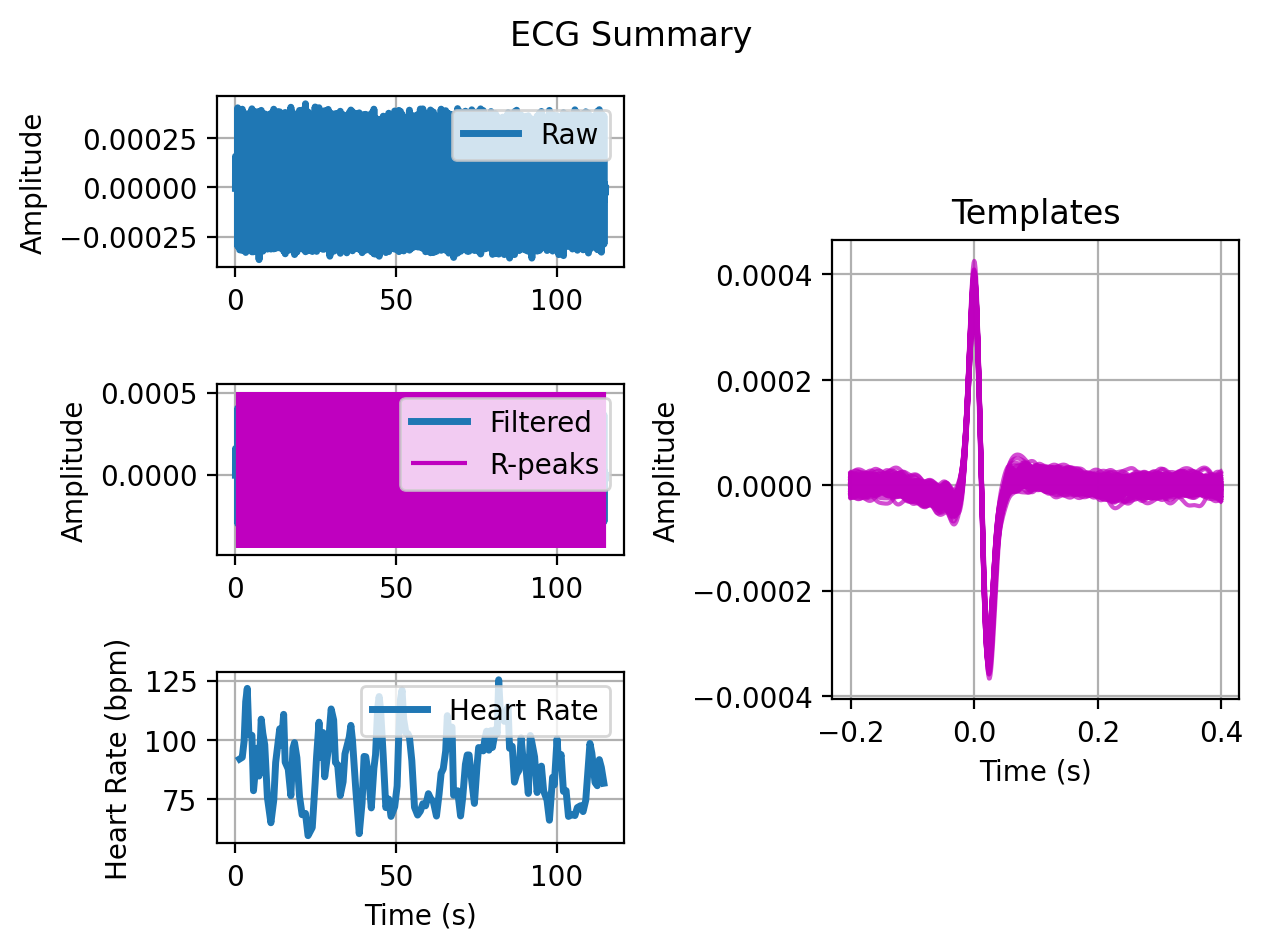 ECG Summary
Amplitude
0.00025
0.00000
−0.00025
Raw
0 50 100
Amplitude
0.0005
0.0000
Filtered
R-peaks
0 50 100
Heart Rate (bpm)
125
100
75
Heart Rate
0 50 100
Time (s)
Templates
Amplitude
0.0004
0.0002
0.0000
−0.0002
−0.0004
−0.2 0.0 0.2 0.4
Time (s)